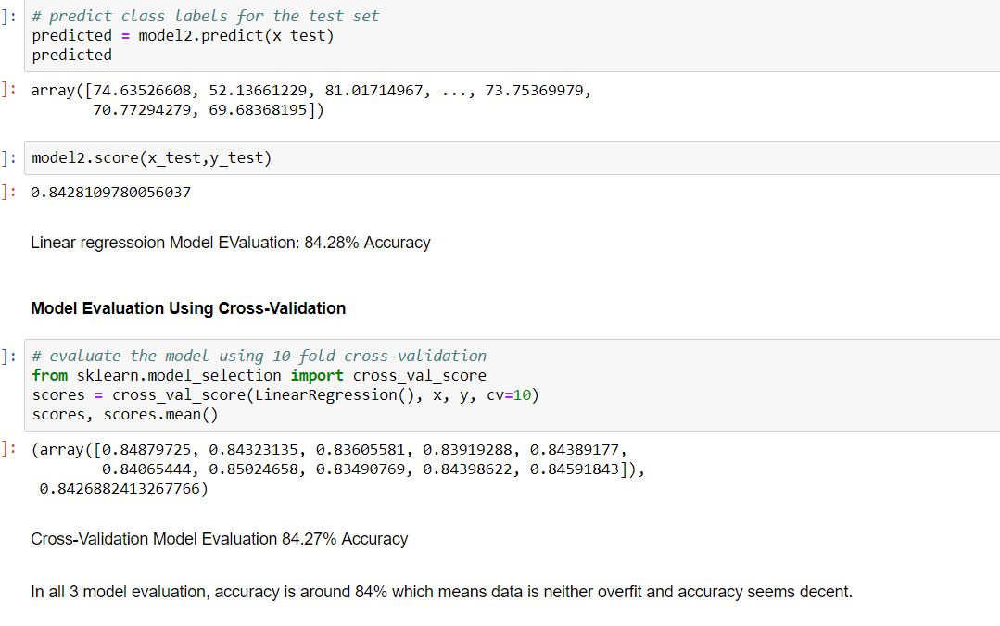 ]: # predict class labels for the test set
predicted = model2.predict(x_test)
predicted
]: array([74.63526608, 52.13661229, 81.01714967, ..., 73.75369979,
70.77294279, 69.68368195])
]: model2.score(x_test,y_test)
]: 0.8428109780056037
Linear regressoion Model EValuation: 84.28% Accuracy
Model Evaluation Using Cross-Validation
]: # evaluate the model using 10-fold cross-validation
from sklearn.model_selection import cross_val_score
scores = cross_val_score(LinearRegression(), x, y, cv=10)
scores, scores.mean()
]: (array([0.84879725, 0.84323135, 0.83605581, 0.83919288, 0.84389177,
0.84065444, 0.85024658, 0.83490769, 0.84398622, 0.84591843]),
0.8426882413267766)
Cross-Validation Model Evaluation 84.27% Accuracy
In all 3 model evaluation, accuracy is around 84% which means data is neither overfit and accuracy seems decent.